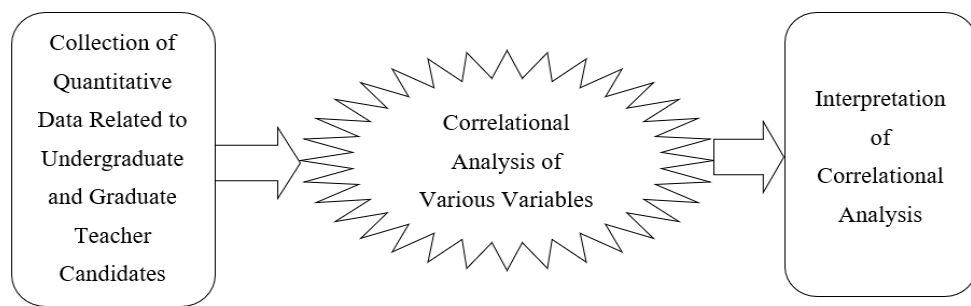 Collection of
Quantitative
Data Related to
Undergraduate
and Graduate
Teacher
Candidates
Correlational
Analysis of
Various Variables
Interpretation
of
Correlational
Analysis